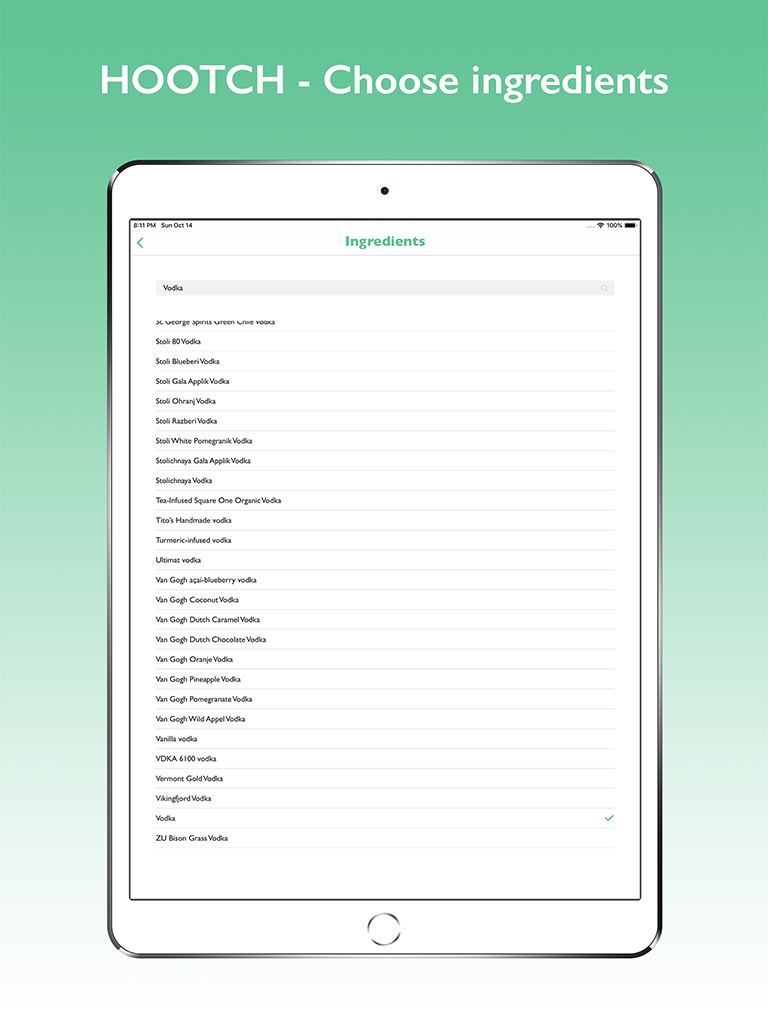 HOOTCH - Choose ingredients
8:11 PM Sun Oct 14
100%
Ingredients
Vodka
St. George Spirits Green Chile Vodka
Stoli 80 Vodka
Stoli Blueberi Vodka
Stoli Gala Applik Vodka
Stoli Ohranj Vodka
Stoli Razberi Vodka
Stoli White Pomegranik Vodka
Stolichnaya Gala Applik Vodka
Stolichnaya Vodka
Tea-Infused Square One Organic Vodka
Tito's Handmade vodka
Turmeric-infused vodka
Ultimat vodka
Van Gogh açaí-blueberry vodka
Van Gogh Coconut Vodka
Van Gogh Dutch Caramel Vodka
Van Gogh Dutch Chocolate Vodka
Van Gogh Oranje Vodka
Van Gogh Pineapple Vodka
Van Gogh Pomegranate Vodka
Van Gogh Wild Appel Vodka
Vanilla vodka
VDKA 6100 vodka
Vermont Gold Vodka
Vikingfjord Vodka
Vodka
ZU Bison Grass Vodka